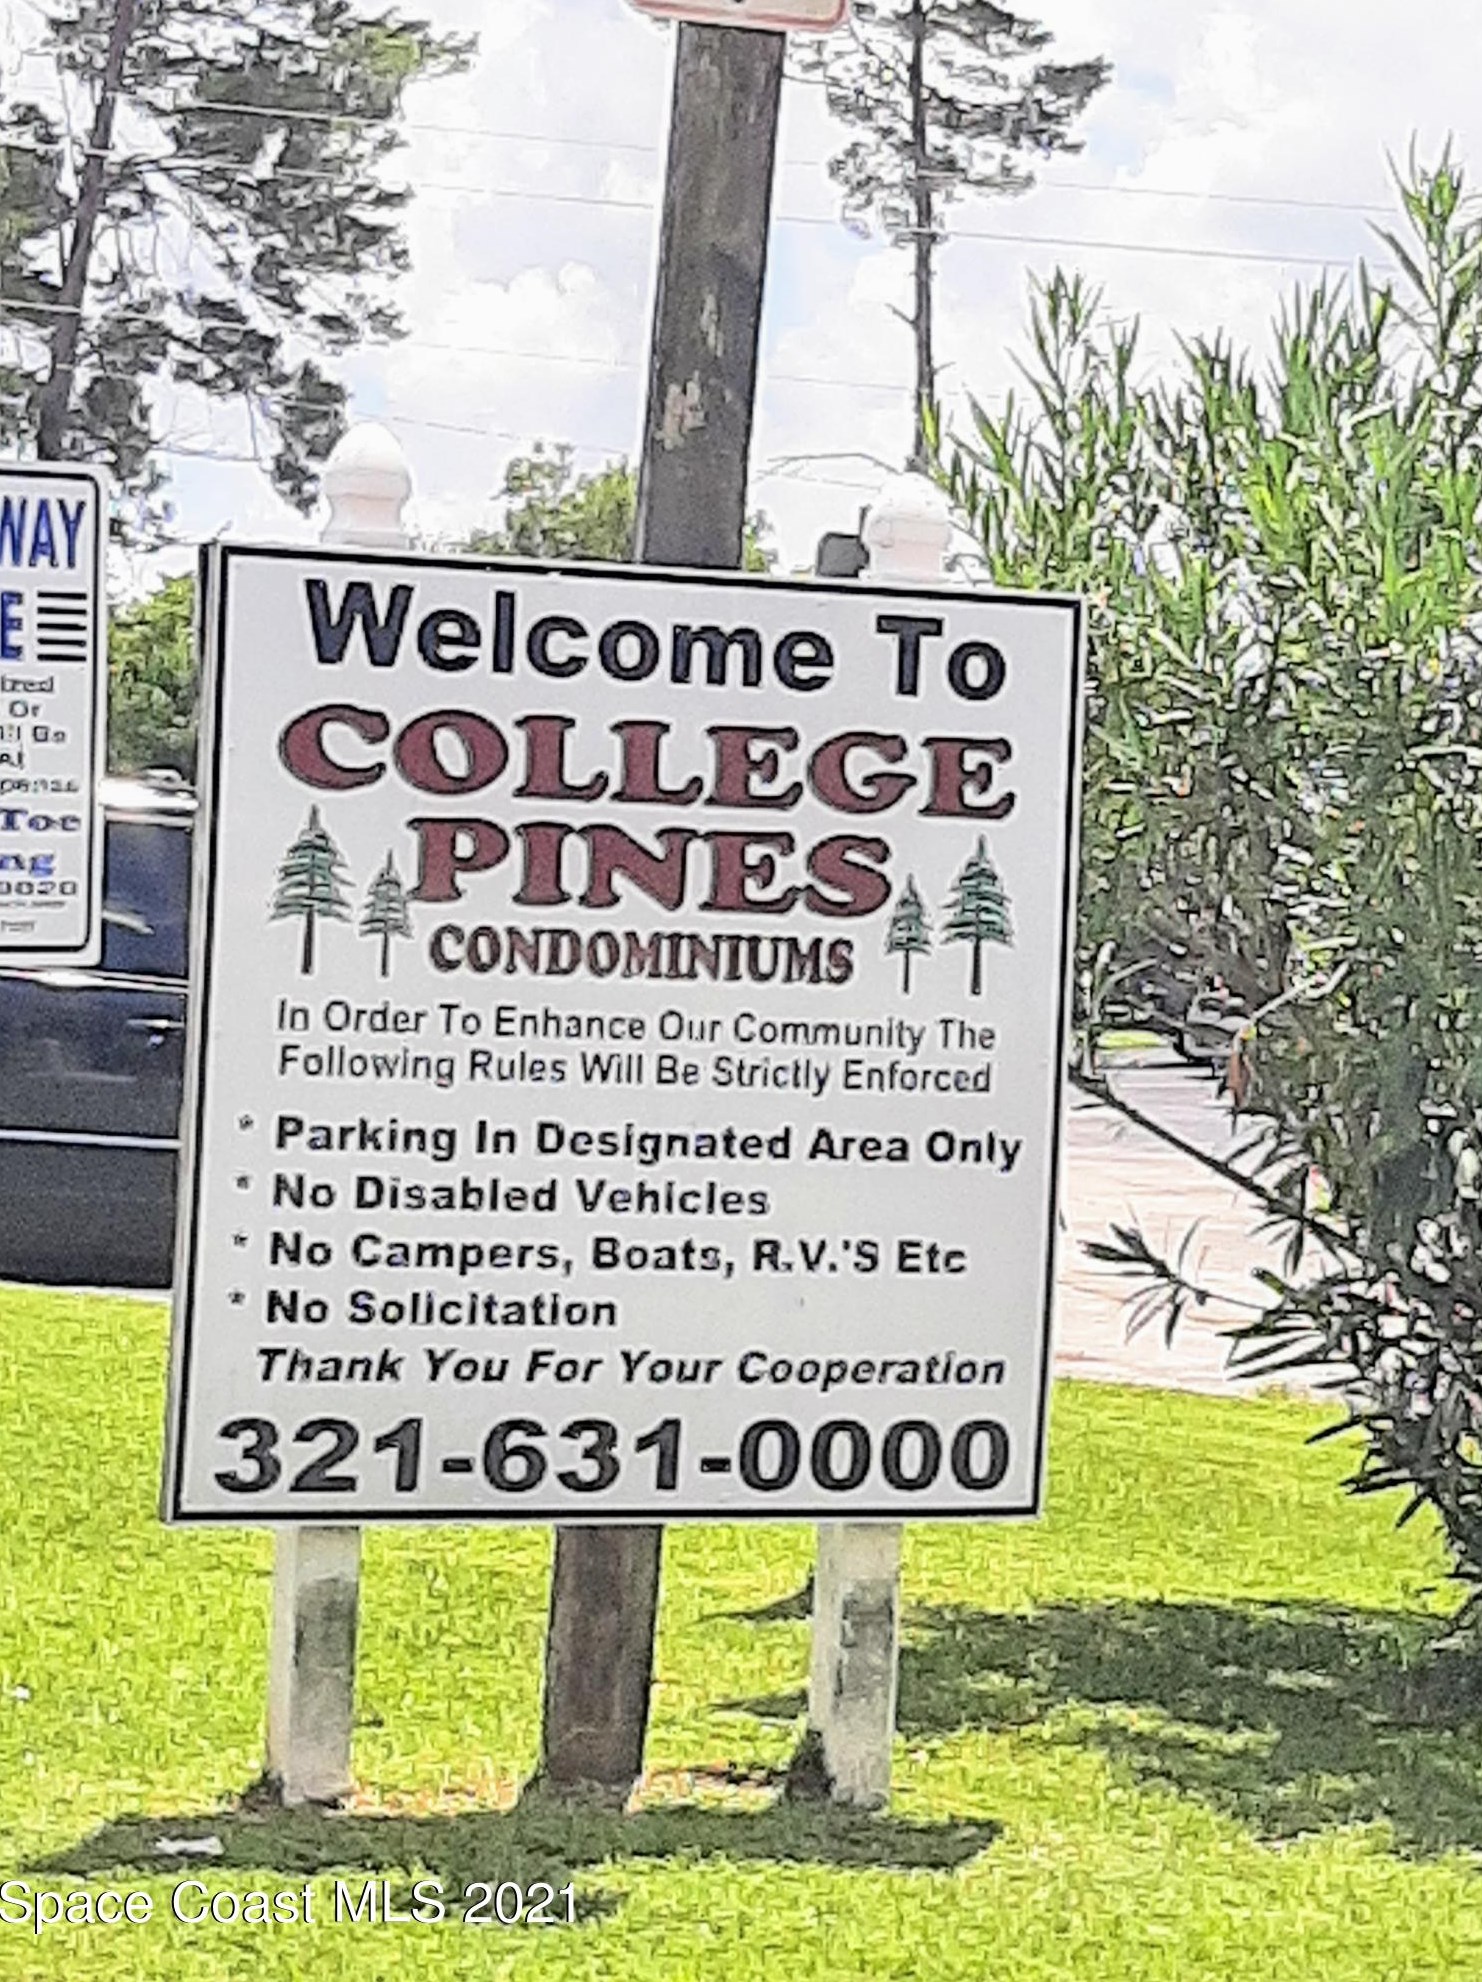 WAY
E
Or
Tow
Welcome To
COLLEGE
PINES
CONDOMINIUMS
In Order To Enhance Our Community The
Following Rules Will Be Strictly Enforced
* Parking In Designated Area Only
* No Disabled Vehicles
* No Campers, Boats, R.V.'S Etc
* No Solicitation
Thank You For Your Cooperation
321-631-0000
Space Coast MLS 2021